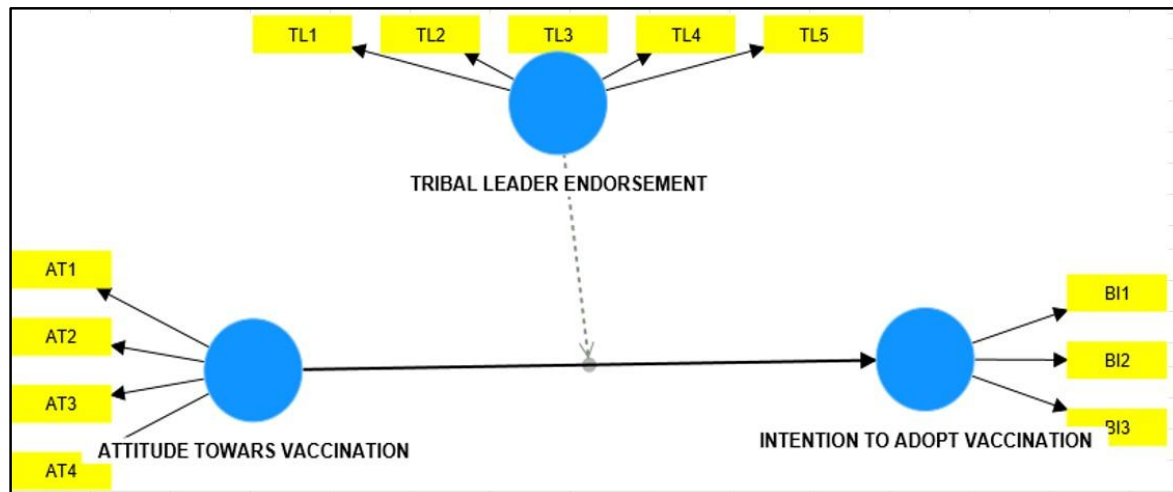 TL1 TL2 TL3 TL4 TL5
TRIBAL LEADER ENDORSEMENT
AT1
AT2
AT3
AT4
ATTITUDE TOWARS VACCINATION
BI1
BI2
BI3
INTENTION TO ADOPT VACCINATION